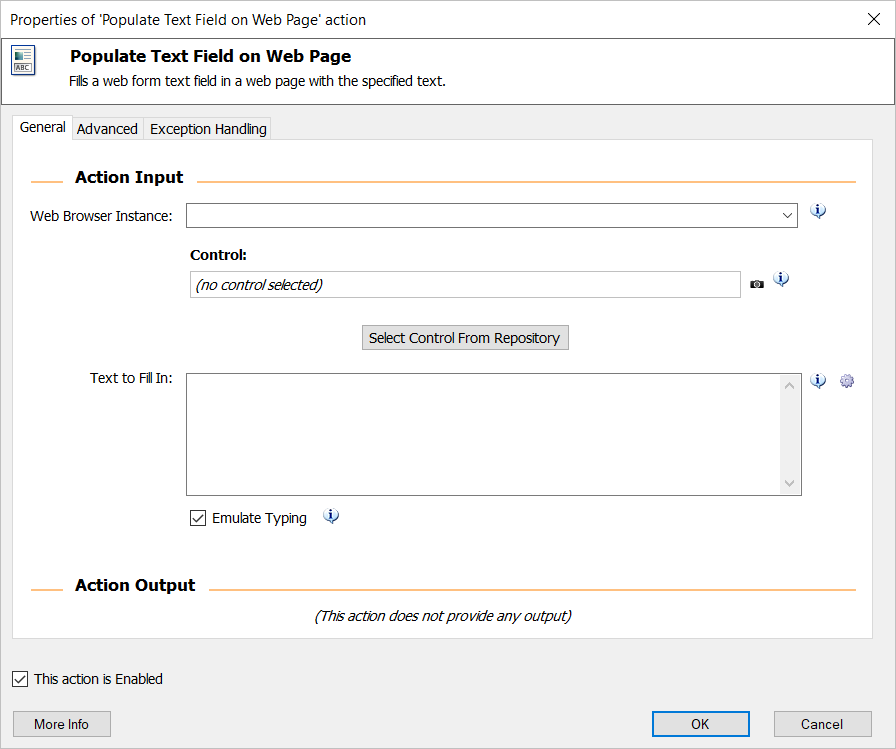 Properties of 'Populate Text Field on Web Page' action
ABC
Populate Text Field on Web Page
Fills a web form text field in a web page with the specified text.
General Advanced Exception Handling
Action Input
Web Browser Instance:
Control:
(no control selected)
Select Control From Repository
Text to Fill In:
Emulate Typing
Action Output
(This action does not provide any output)
This action is Enabled
More Info OK Cancel